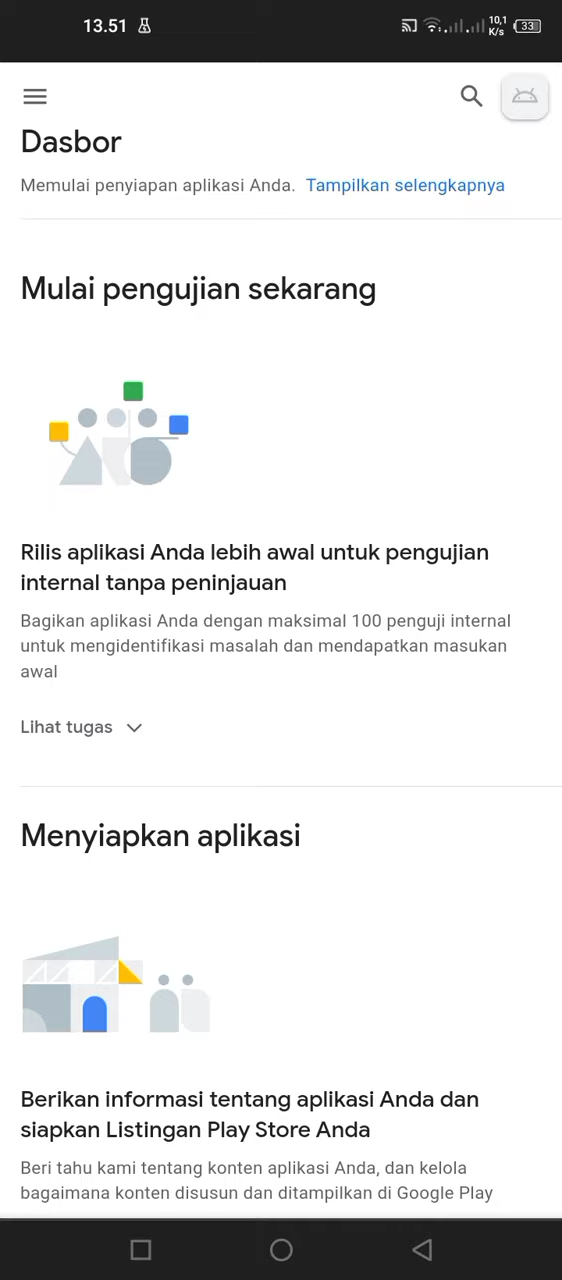 13.51
10,1
K/s
33
Dasbor
Memulai penyiapan aplikasi Anda. Tampilkan selengkapnya
Mulai pengujian sekarang
Rilis aplikasi Anda lebih awal untuk pengujian
internal tanpa peninjauan
Bagikan aplikasi Anda dengan maksimal 100 penguji internal
untuk mengidentifikasi masalah dan mendapatkan masukan
awal
Lihat tugas
Menyiapkan aplikasi
Berikan informasi tentang aplikasi Anda dan
siapkan Listingan Play Store Anda
Beri tahu kami tentang konten aplikasi Anda, dan kelola
bagaimana konten disusun dan ditampilkan di Google Play